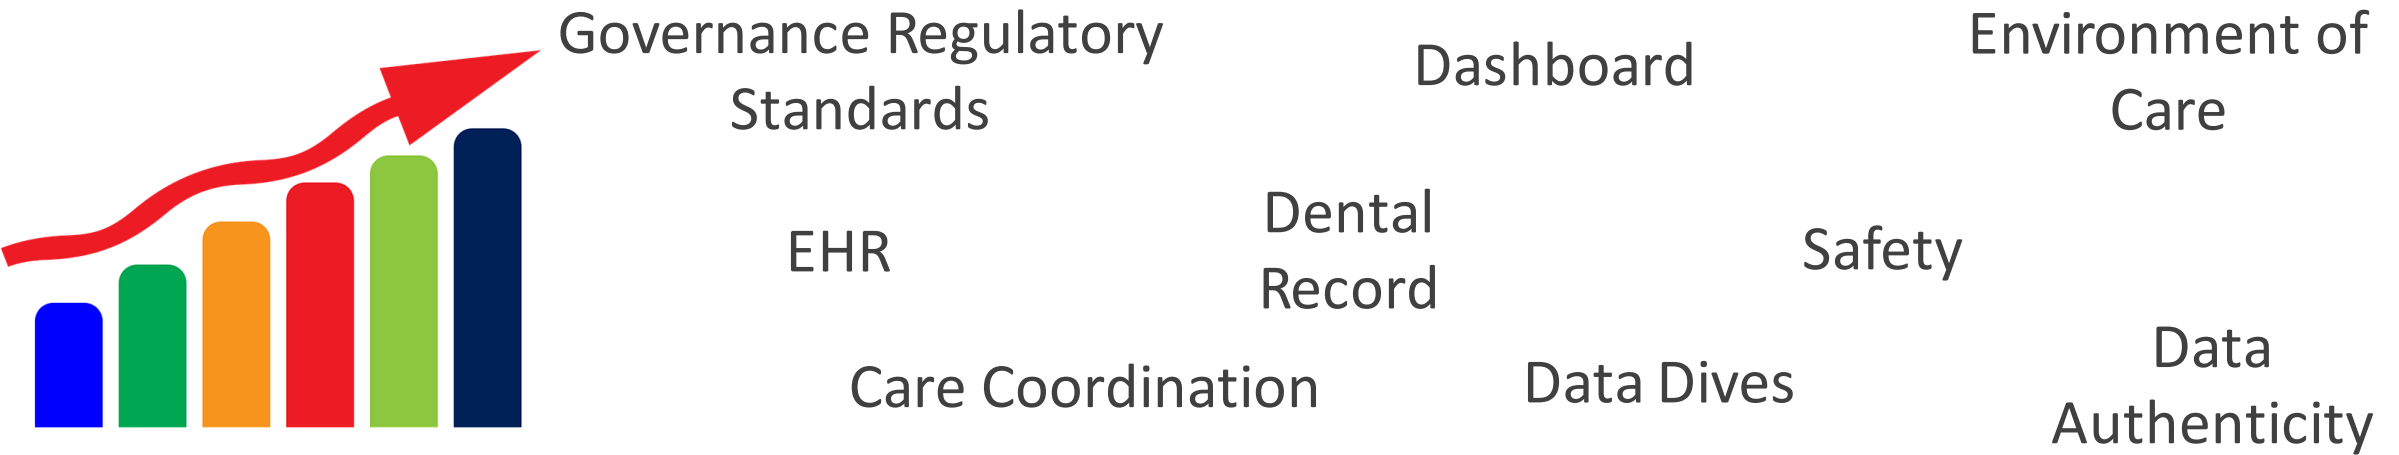 Governance Regulatory
Standards
Dashboard
Environment of
Care
EHR
Dental
Record
Safety
Care Coordination
Data Dives
Data
Authenticity